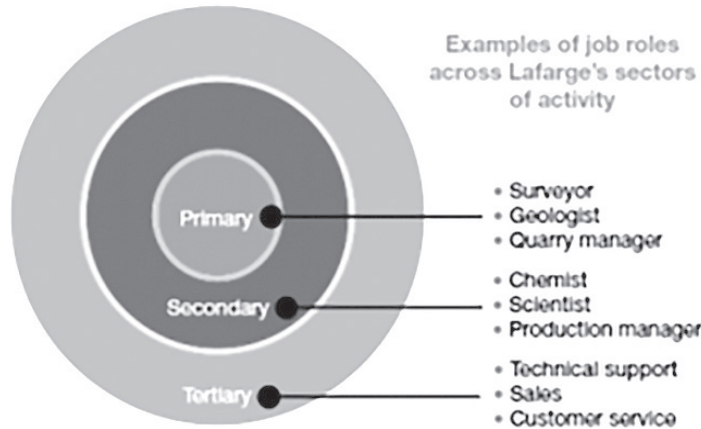 Examples of job roles
across Lafarge's sectors
of activity
Primary
• Surveyor
• Geologist
• Quarry manager
Secondary
• Chemist
• Scientist
• Production manager
Tertiary
• Technical support
• Sales
• Customer service